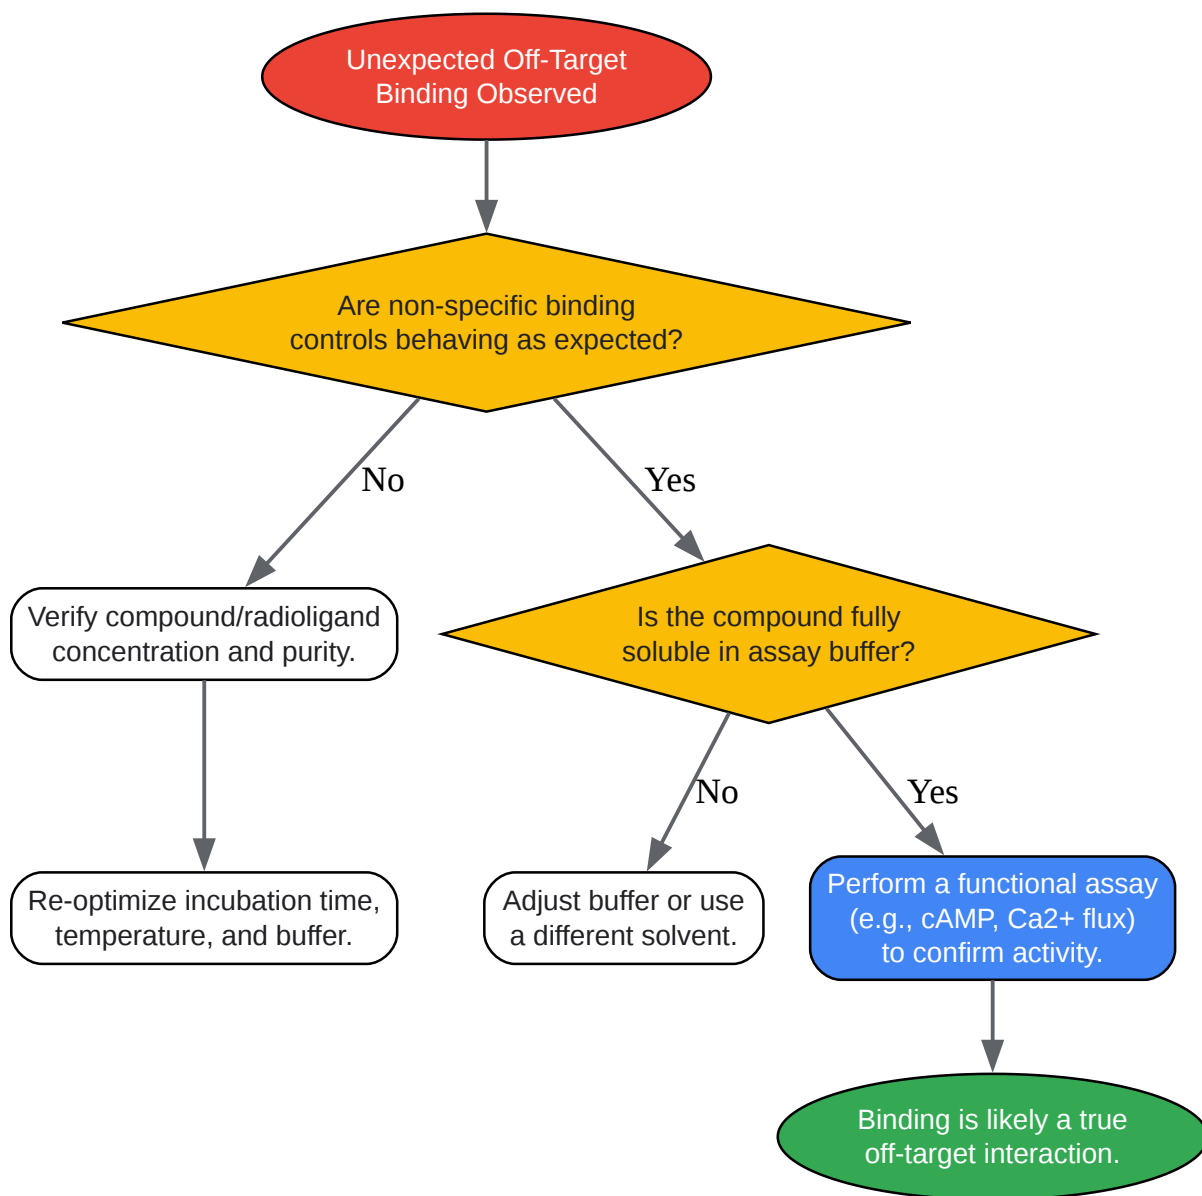 Unexpected Off-Target
Binding Observed
Are non-specific binding
controls behaving as expected?
No
Yes
Verify compound/radioligand
concentration and purity.
Is the compound fully
soluble in assay buffer?
No
Yes
Re-optimize incubation time,
temperature, and buffer.
Adjust buffer or use
a different solvent.
Perform a functional assay
(e.g., cAMP, Ca2+ flux)
to confirm activity.
Binding is likely a true
off-target interaction.